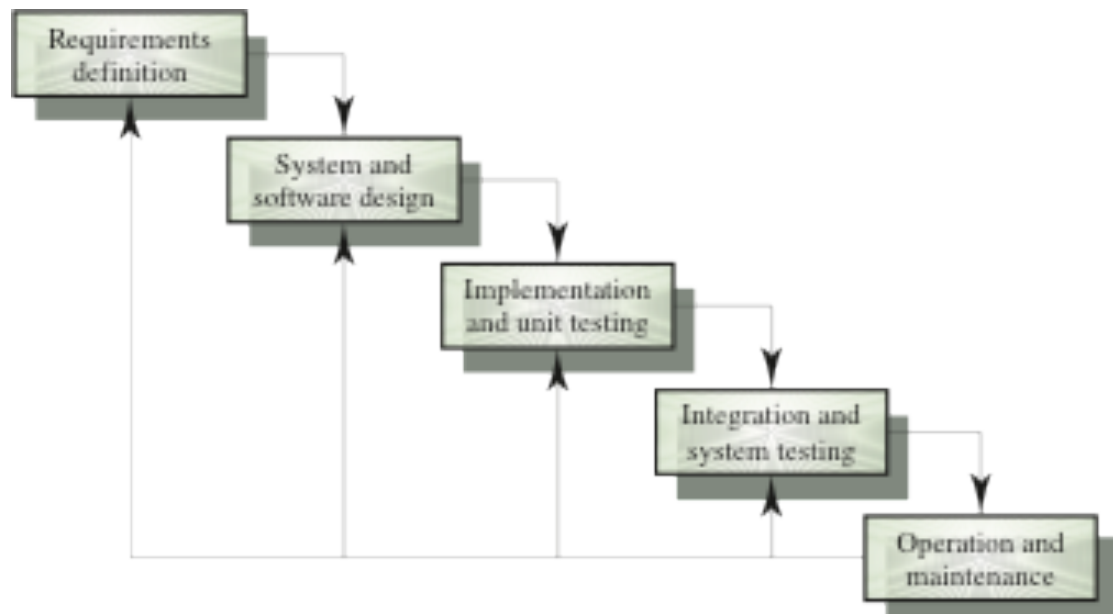 Requirements
definition
System and
software design
Implementation
and unit testing
Integration and
system testing
Operation and
maintenance